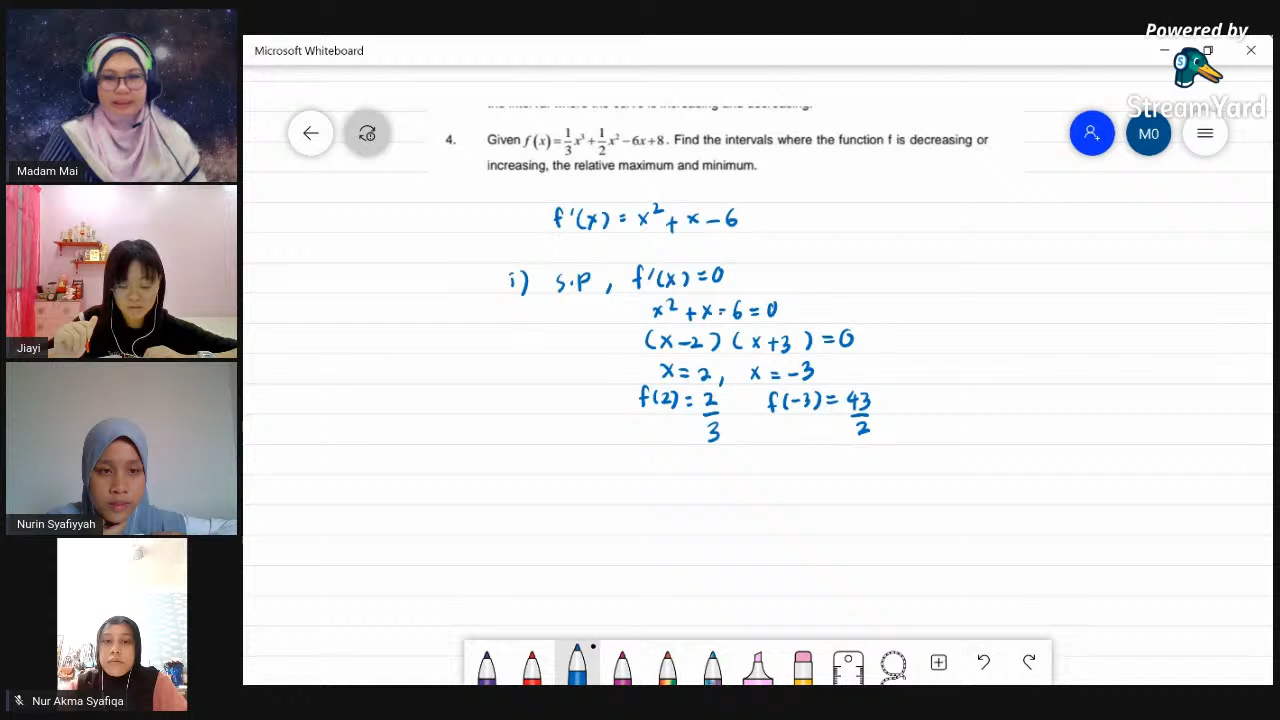 Powered by
StreamYard
Microsoft Whiteboard
4. Given f(x)=1/3x³+1/2x²−6x+8. Find the intervals where the function f is decreasing or
increasing, the relative maximum and minimum.
MO
f'(x) = x² + x − 6
i) s.p, f'(x) = 0
x² + x − 6 = 0
(x−2)(x+3) = 0
x = 2, x = −3
f(2) = 2/3 f(−3) = 43/2
Madam Mai
Jiayi
Nurin Syafiyyah
Nur Akma Syafiqa